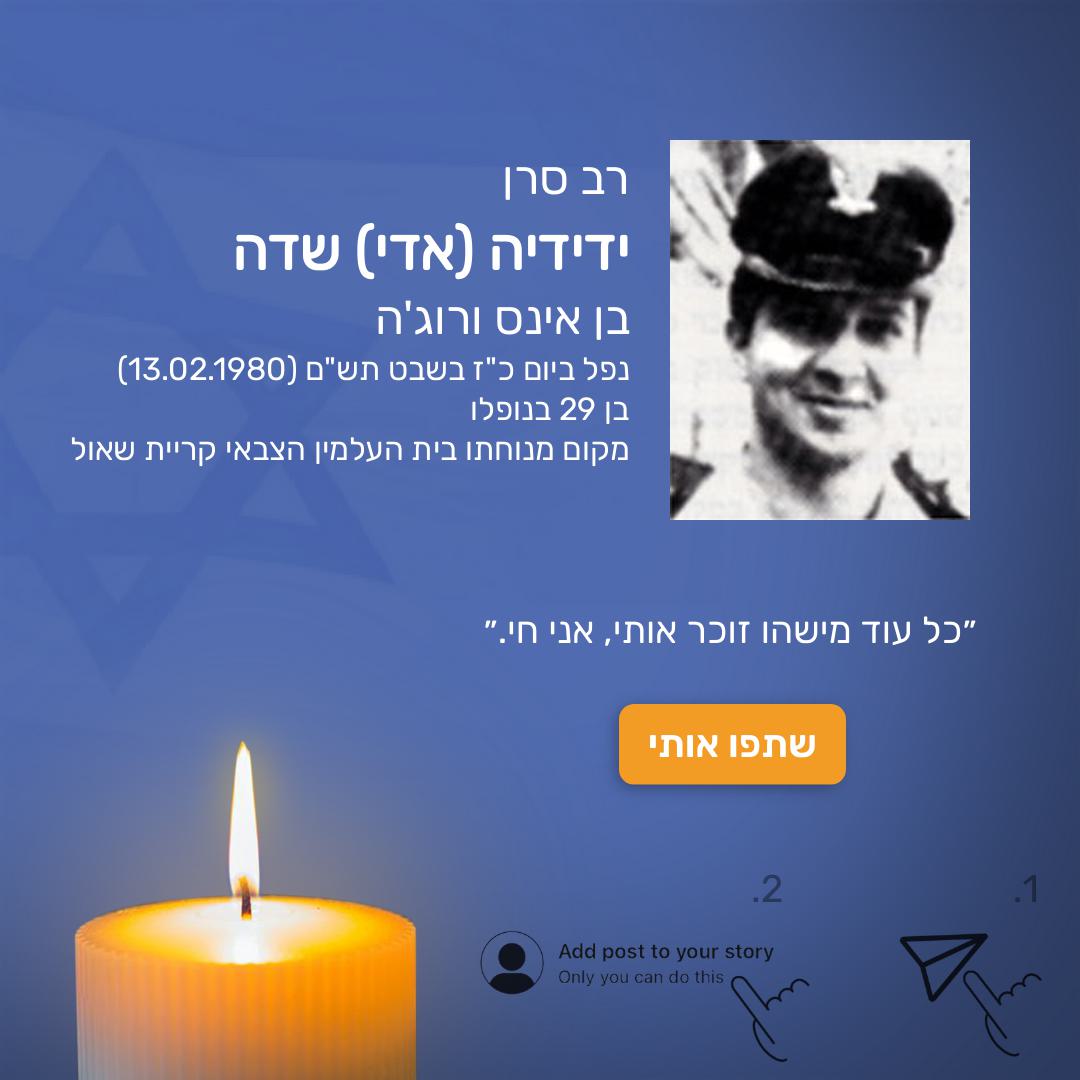 רב סרן
ידידיה (אדי) שדה
בן אינס ורוג'ה
נפל ביום כ"ז בשבט תש"ם (13.02.1980)
בן 29 בנופלו
מקום מנוחתו בית העלמין הצבאי קריית שאול
״כל עוד מישהו זוכר אותי, אני חי.״
שתפו אותי
.1
.2
Add post to your story
Only you can do this